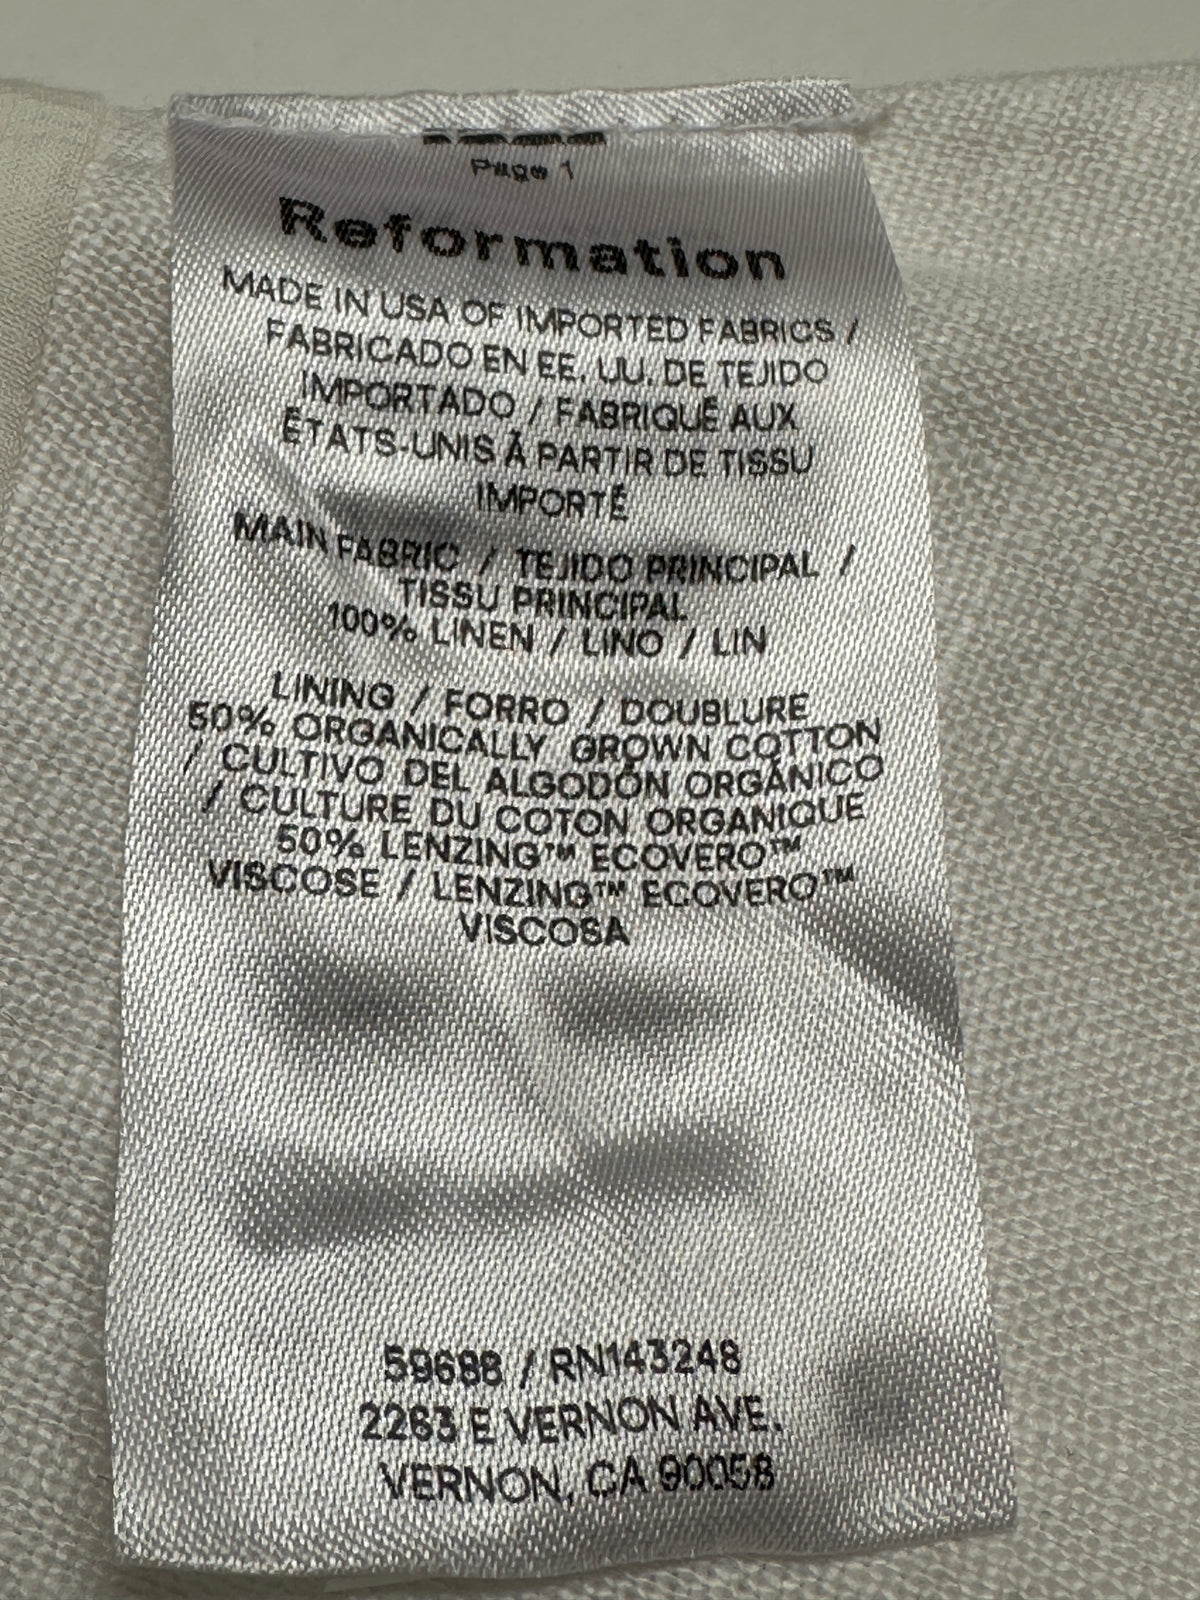 Page 1
Reformation
MADE IN USA OF IMPORTED FABRICS /
FABRICADO EN EE. UU. DE TEJIDO
IMPORTADO / FABRIQUÉ AUX
ÉTATS-UNIS À PARTIR DE TISSU
IMPORTÉ
MAIN FABRIC / TEJIDO PRINCIPAL /
TISSU PRINCIPAL
100% LINEN / LINO / LIN
LINING / FORRO / DOUBLURE
50% ORGANICALLY GROWN COTTON
/ CULTIVO DEL ALGODÓN ORGÁNICO
/ CULTURE DU COTON ORGANIQUE
50% LENZING™ ECOVERO™
VISCOSE / LENZING™ ECOVERO™
VISCOSA
59688 / RN143248
2263 E VERNON AVE.
VERNON, CA 90058